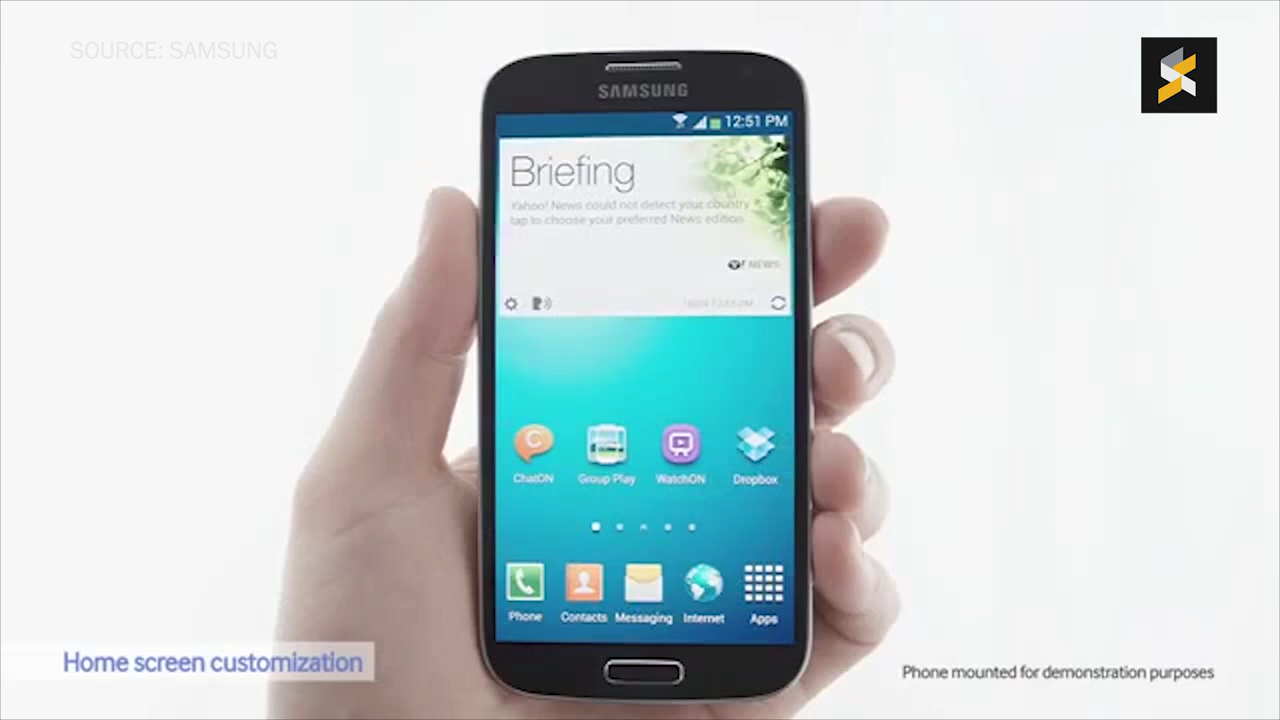 SOURCE: SAMSUNG
SAMSUNG
12:51 PM
Briefing
Yahoo! News could not detect your country
tap to choose your preferred News edition.
Y! NEWS
ChatON Group Play WatchON Dropbox
Phone Contacts Messaging Internet Apps
Home screen customization
Phone mounted for demonstration purposes